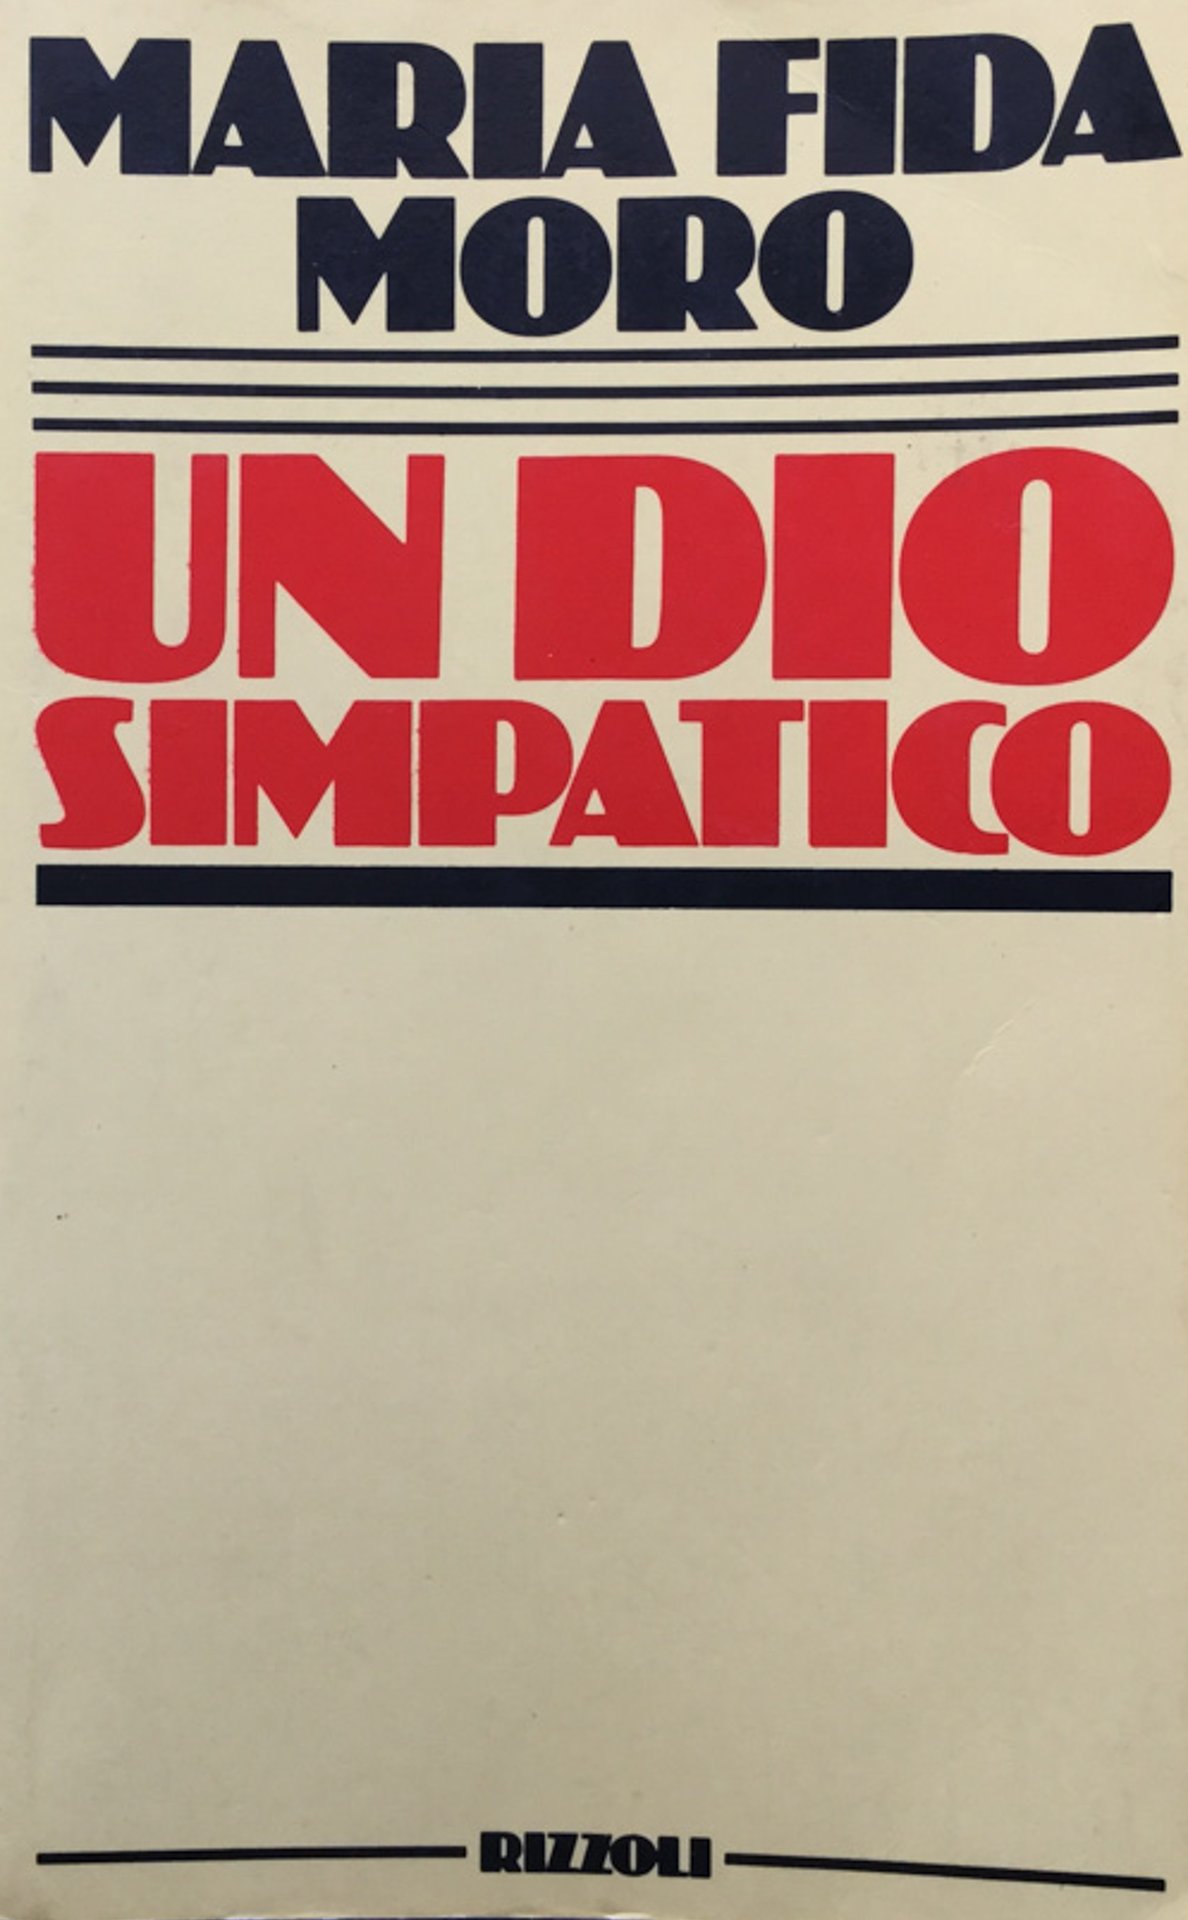 MARIA FIDA
MORO
UN DIO
SIMPATICO
RIZZOLI